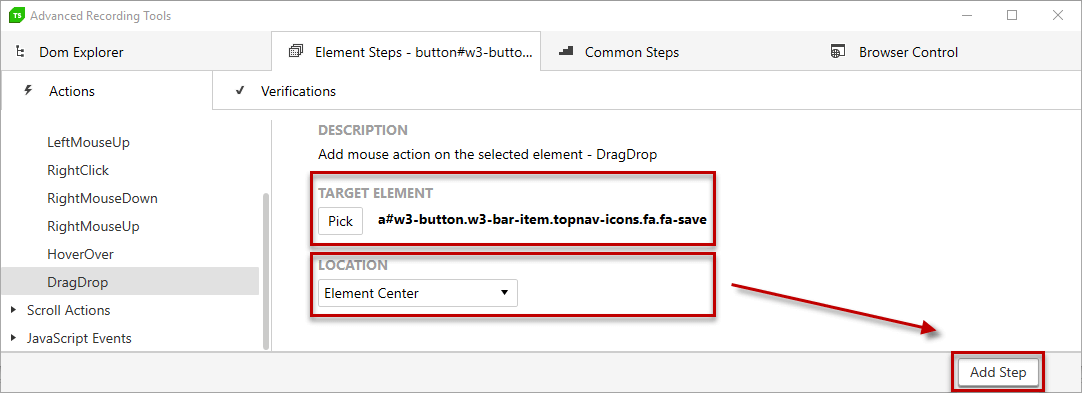 TS Advanced Recording Tools
Dom Explorer
Element Steps - button#w3-butto...
Common Steps
Browser Control
Actions
Verifications
LeftMouseUp
RightClick
RightMouseDown
RightMouseUp
HoverOver
DragDrop
Scroll Actions
JavaScript Events
DESCRIPTION
Add mouse action on the selected element - DragDrop
TARGET ELEMENT
Pick a#w3-button.w3-bar-item.topnav-icons.fa.fa-save
LOCATION
Element Center
Add Step